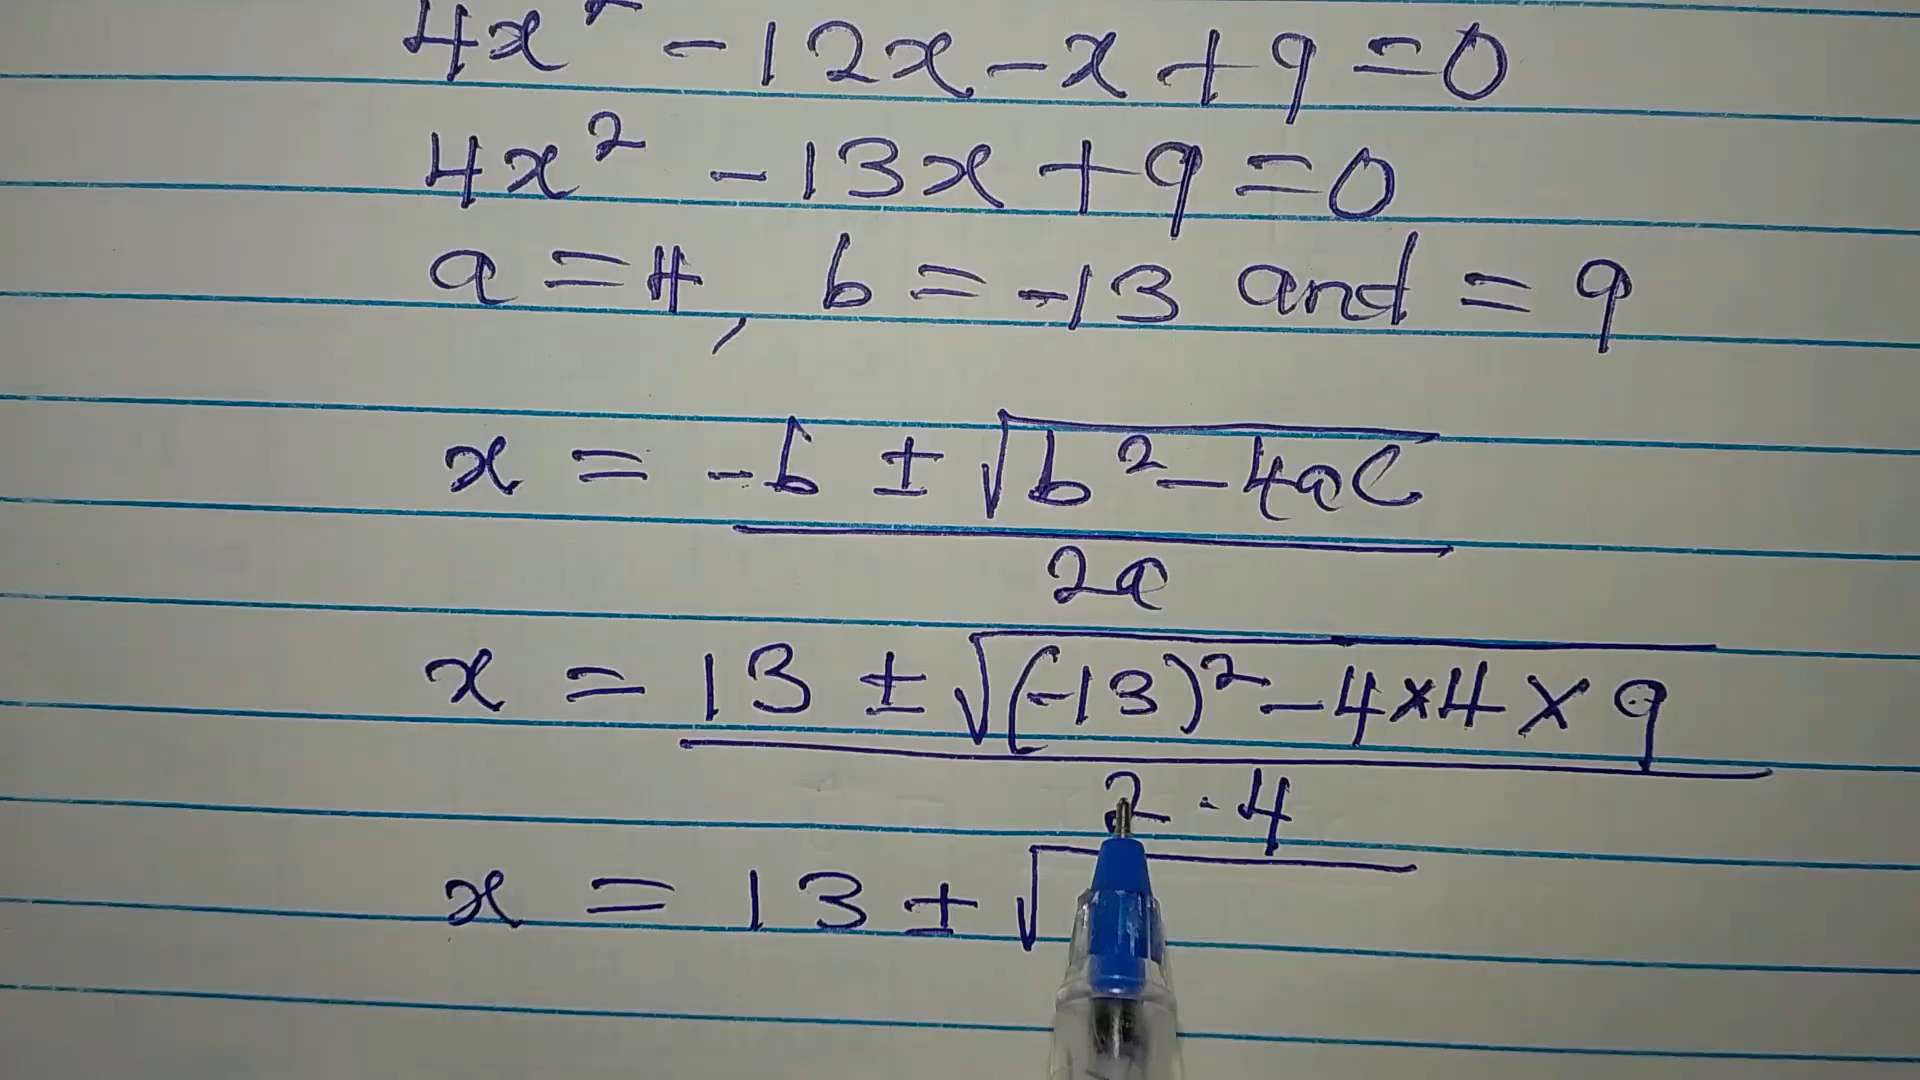 4x² - 12x - x + 9 = 0
4x² - 13x + 9 = 0
a = 4, b = -13 and = 9
x = -b ± √b² - 4ac
2a
x = 13 ± √(-13)² - 4 × 4 × 9
2 · 4
x = 13 ± √